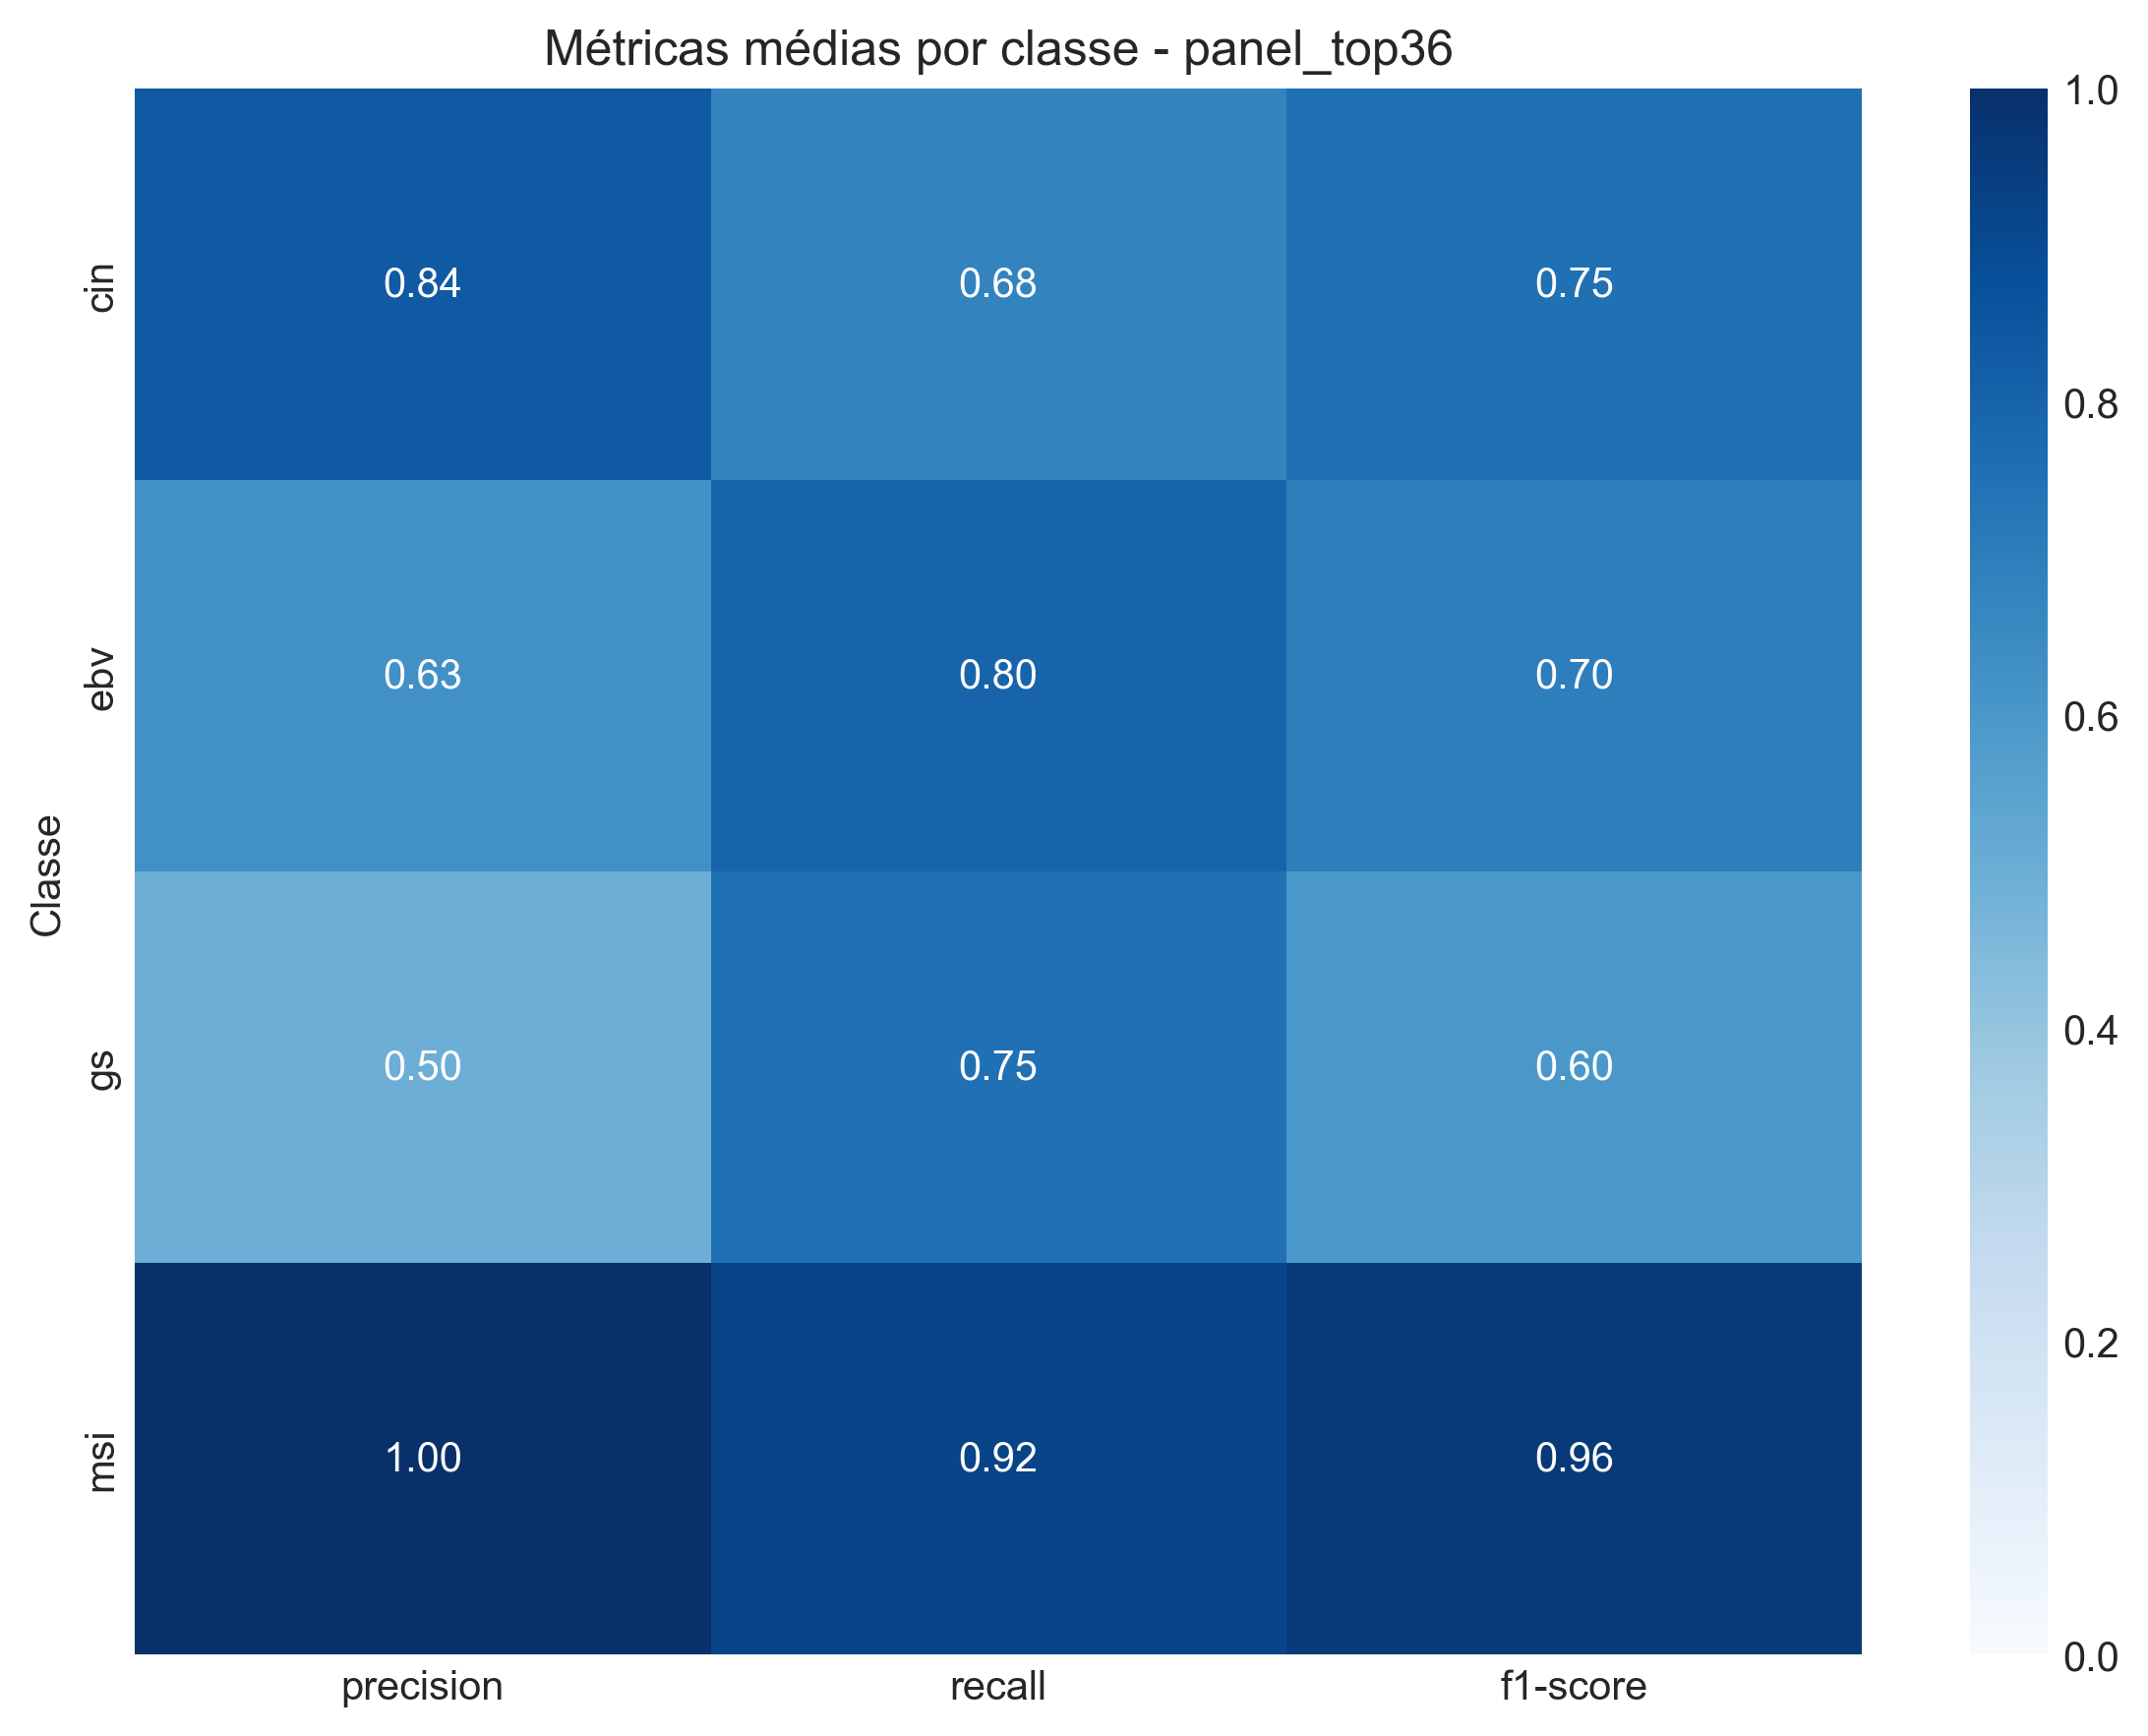 Métricas médias por classe - panel_top36
Classe
cin
0.84 0.68 0.75
ebv
0.63 0.80 0.70
gs
0.50 0.75 0.60
msi
1.00 0.92 0.96
precision recall f1-score
1.0
0.8
0.6
0.4
0.2
0.0